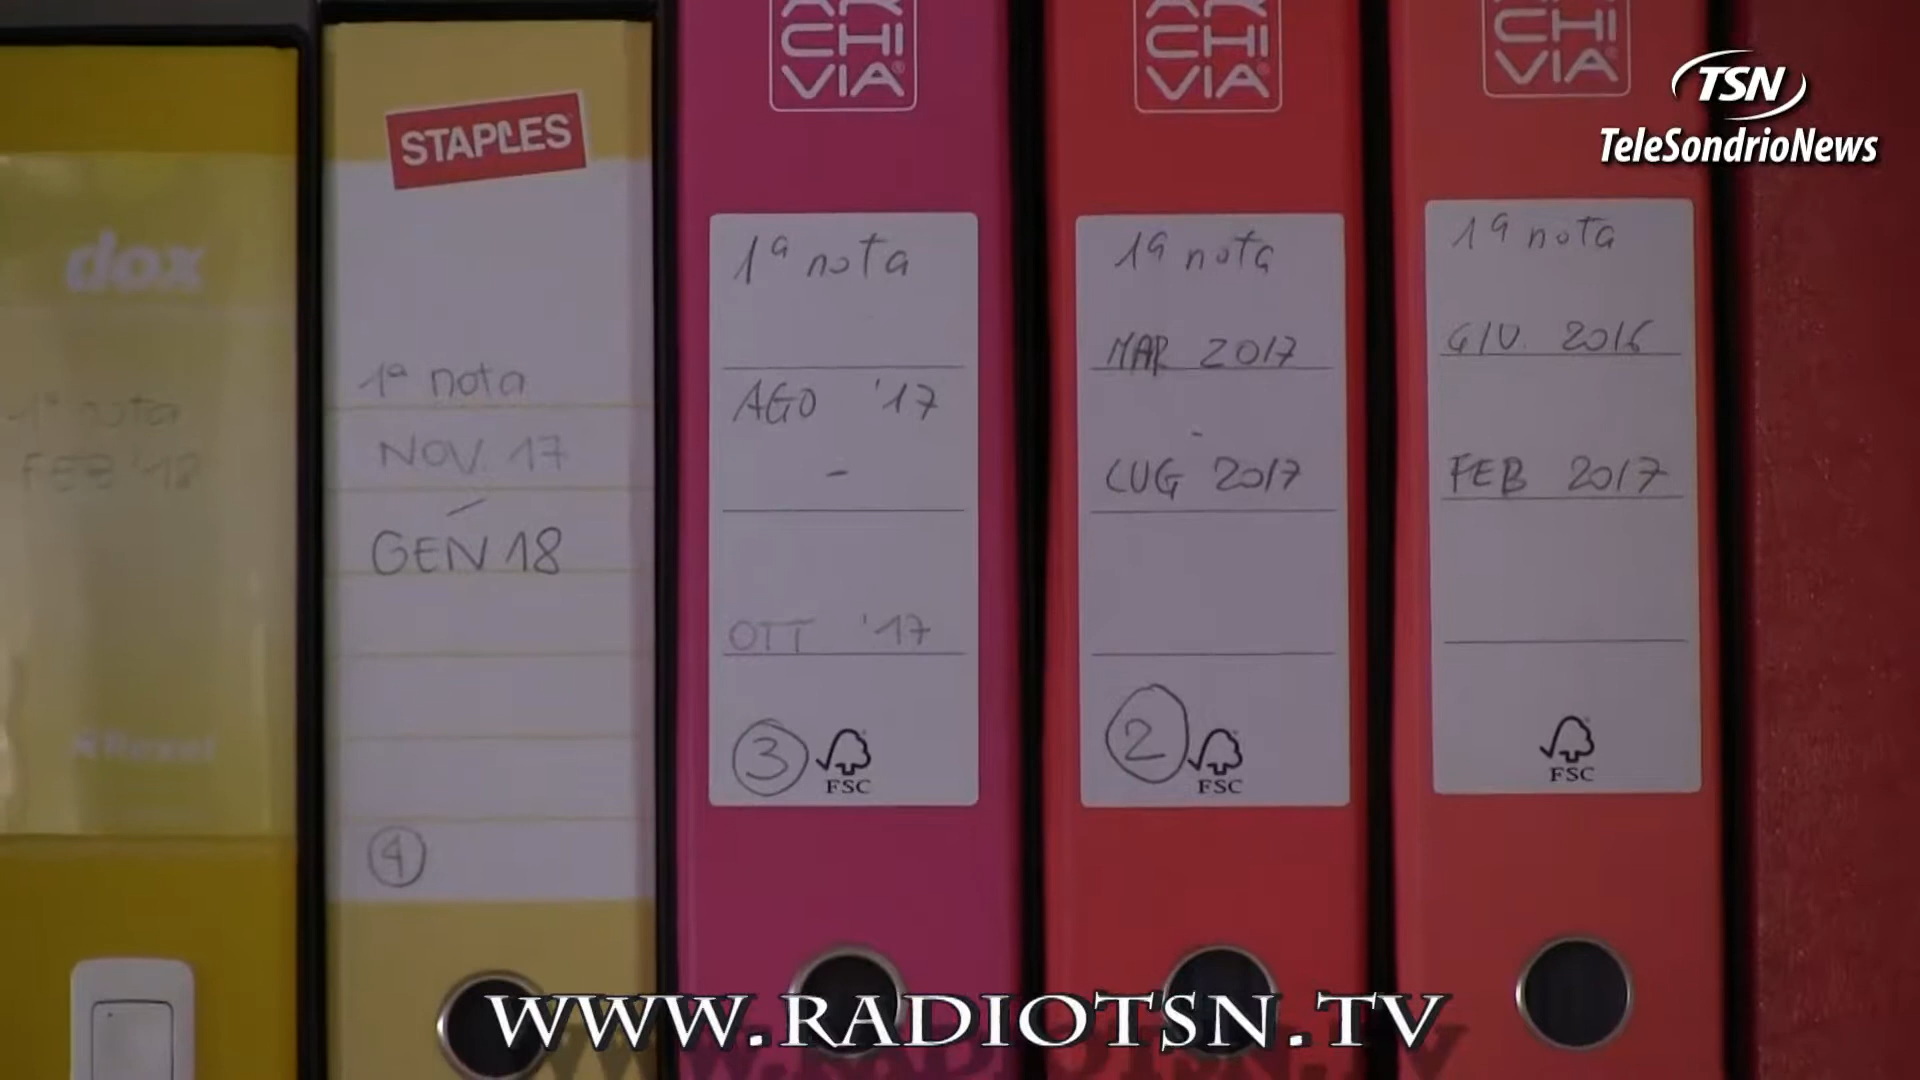 dox
1ª nota
FEB '18
Rexel
STAPLES
1ª nota
NOV. 17
-
GEN 18
4
ARCHIVIA®
1ª nota
AGO '17
-
OTT '17
3
FSC
ARCHIVIA®
1ª nota
MAR 2017
-
LUG 2017
2
FSC
ARCHIVIA®
1ª nota
GIU. 2016
FEB 2017
FSC
TSN
TeleSondrioNews
WWW.RADIOTSN.TV